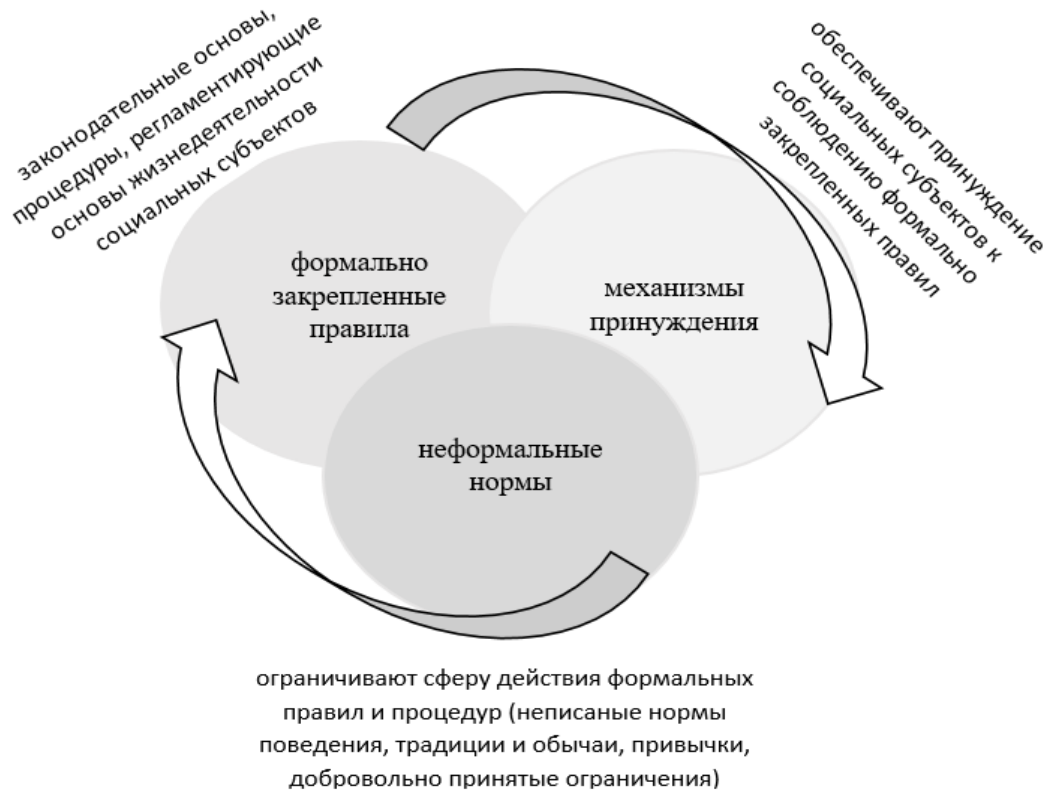 законодательные основы,
процедуры, регламентирующие
основы жизнедеятельности
социальных субъектов
обеспечивают принуждение
социальных субъектов к
соблюдению формально
закрепленных правил
формально
закрепленные
правила
механизмы
принуждения
неформальные
нормы
ограничивают сферу действия формальных
правил и процедур (неписаные нормы
поведения, традиции и обычаи, привычки,
добровольно принятые ограничения)